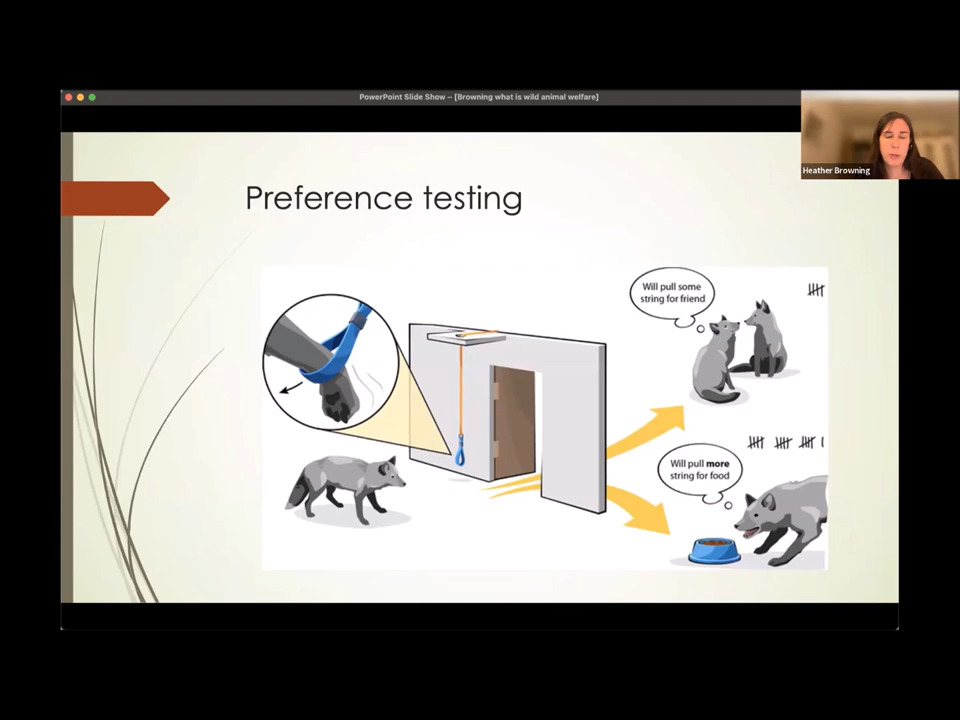 PowerPoint Slide Show – [Browning what is wild animal welfare]
Heather Browning
Preference testing
Will pull some
string for friend
Will pull more
string for food